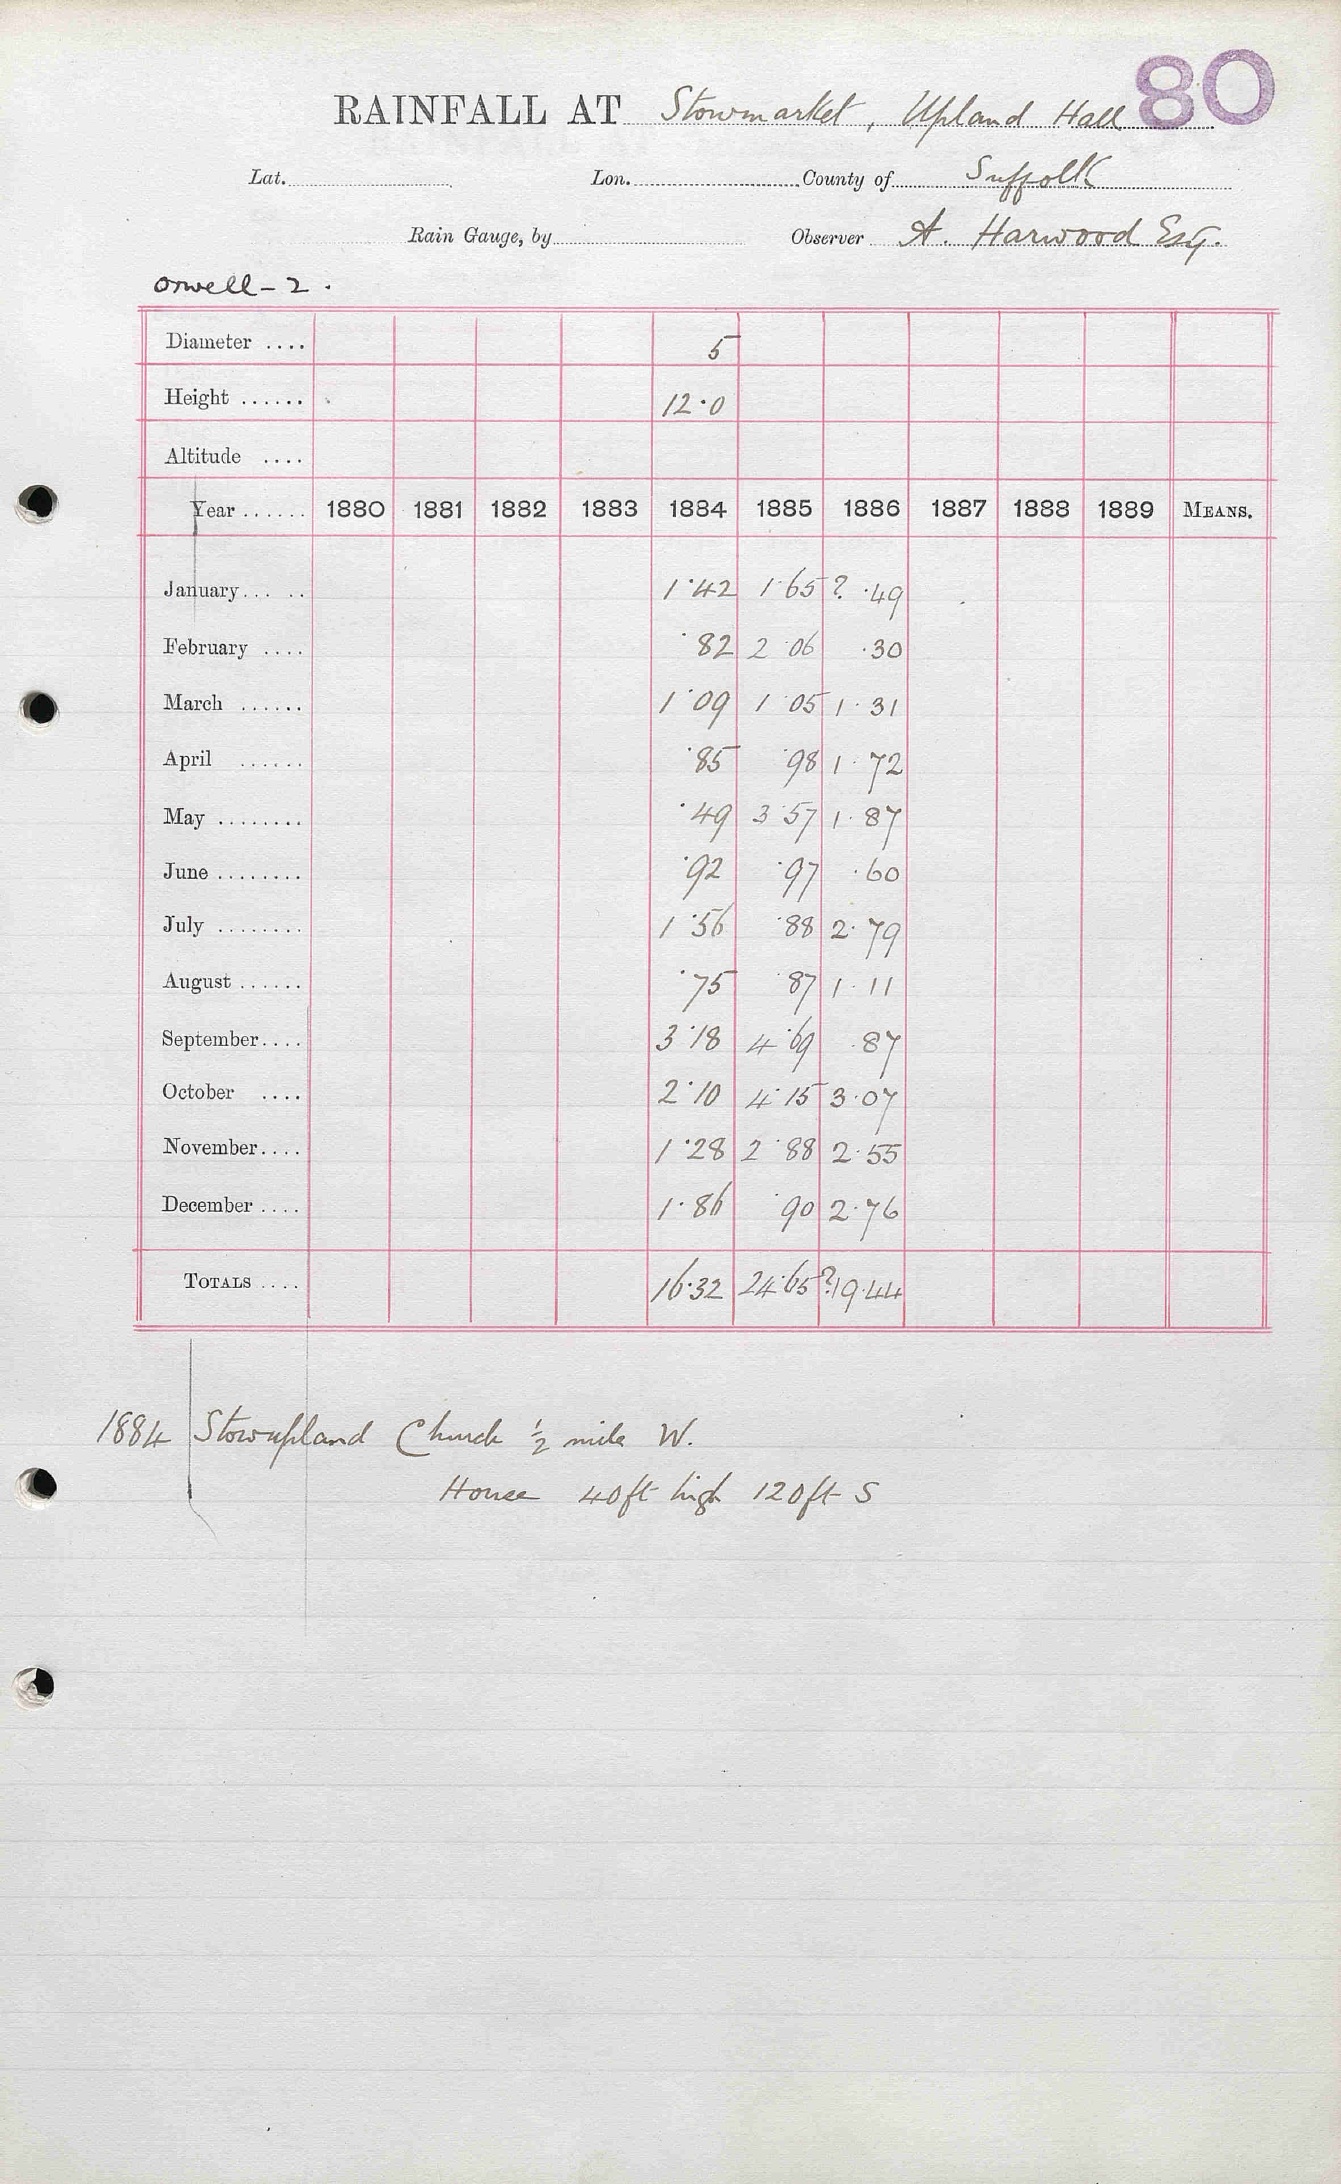 80
RAINFALL AT Stowmarket, Upland Hall
Lat. Lon. County of Suffolk
Rain Gauge, by Observer A. Harwood Esq.
Orwell - 2.
Diameter .... 5
Height ...... 12.0
Altitude ....
Year ...... 1880 1881 1882 1883 1884 1885 1886 1887 1888 1889 MEANS.
January ... .. 1.42 1.65 ? .49
February .... .82 2.06 .30
March ...... 1.09 1.05 1.31
April ...... .85 .98 1.72
May ........ .49 3.57 1.87
June ........ .92 .97 .60
July ........ 1.56 .88 2.79
August ...... .75 .87 1.11
September.... 3.18 4.69 .87
October .... 2.10 4.15 3.07
November.... 1.28 2.88 2.55
December .... 1.86 .90 2.76
TOTALS .... 16.32 24.65 ?19.44
1884 Stowupland Church ½ mile W.
House 40ft high 120ft S